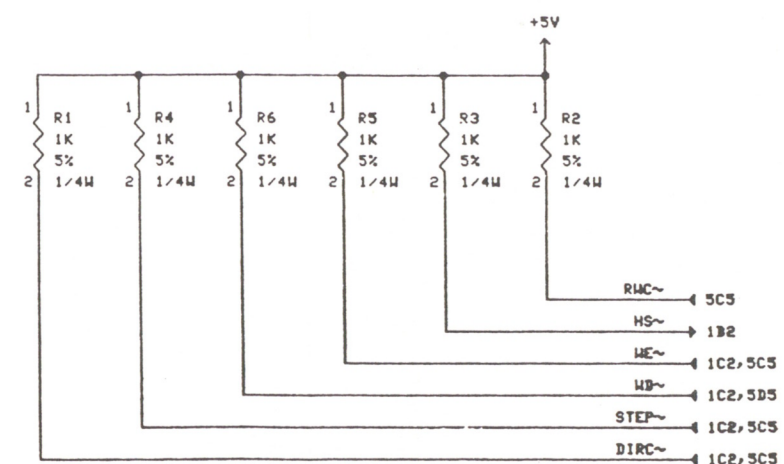 +5V
1 1 1 1 1 1
R1 R4 R6 R5 R3 R2
1K 1K 1K 1K 1K 1K
5% 5% 5% 5% 5% 5%
2 1/4W 2 1/4W 2 1/4W 2 1/4W 2 1/4W 2 1/4W
RWC~ 5C5
HS~ 1B2
WE~ 1C2,5C5
WD~ 1C2,5D5
STEP~ 1C2,5C5
DIRC~ 1C2,5C5